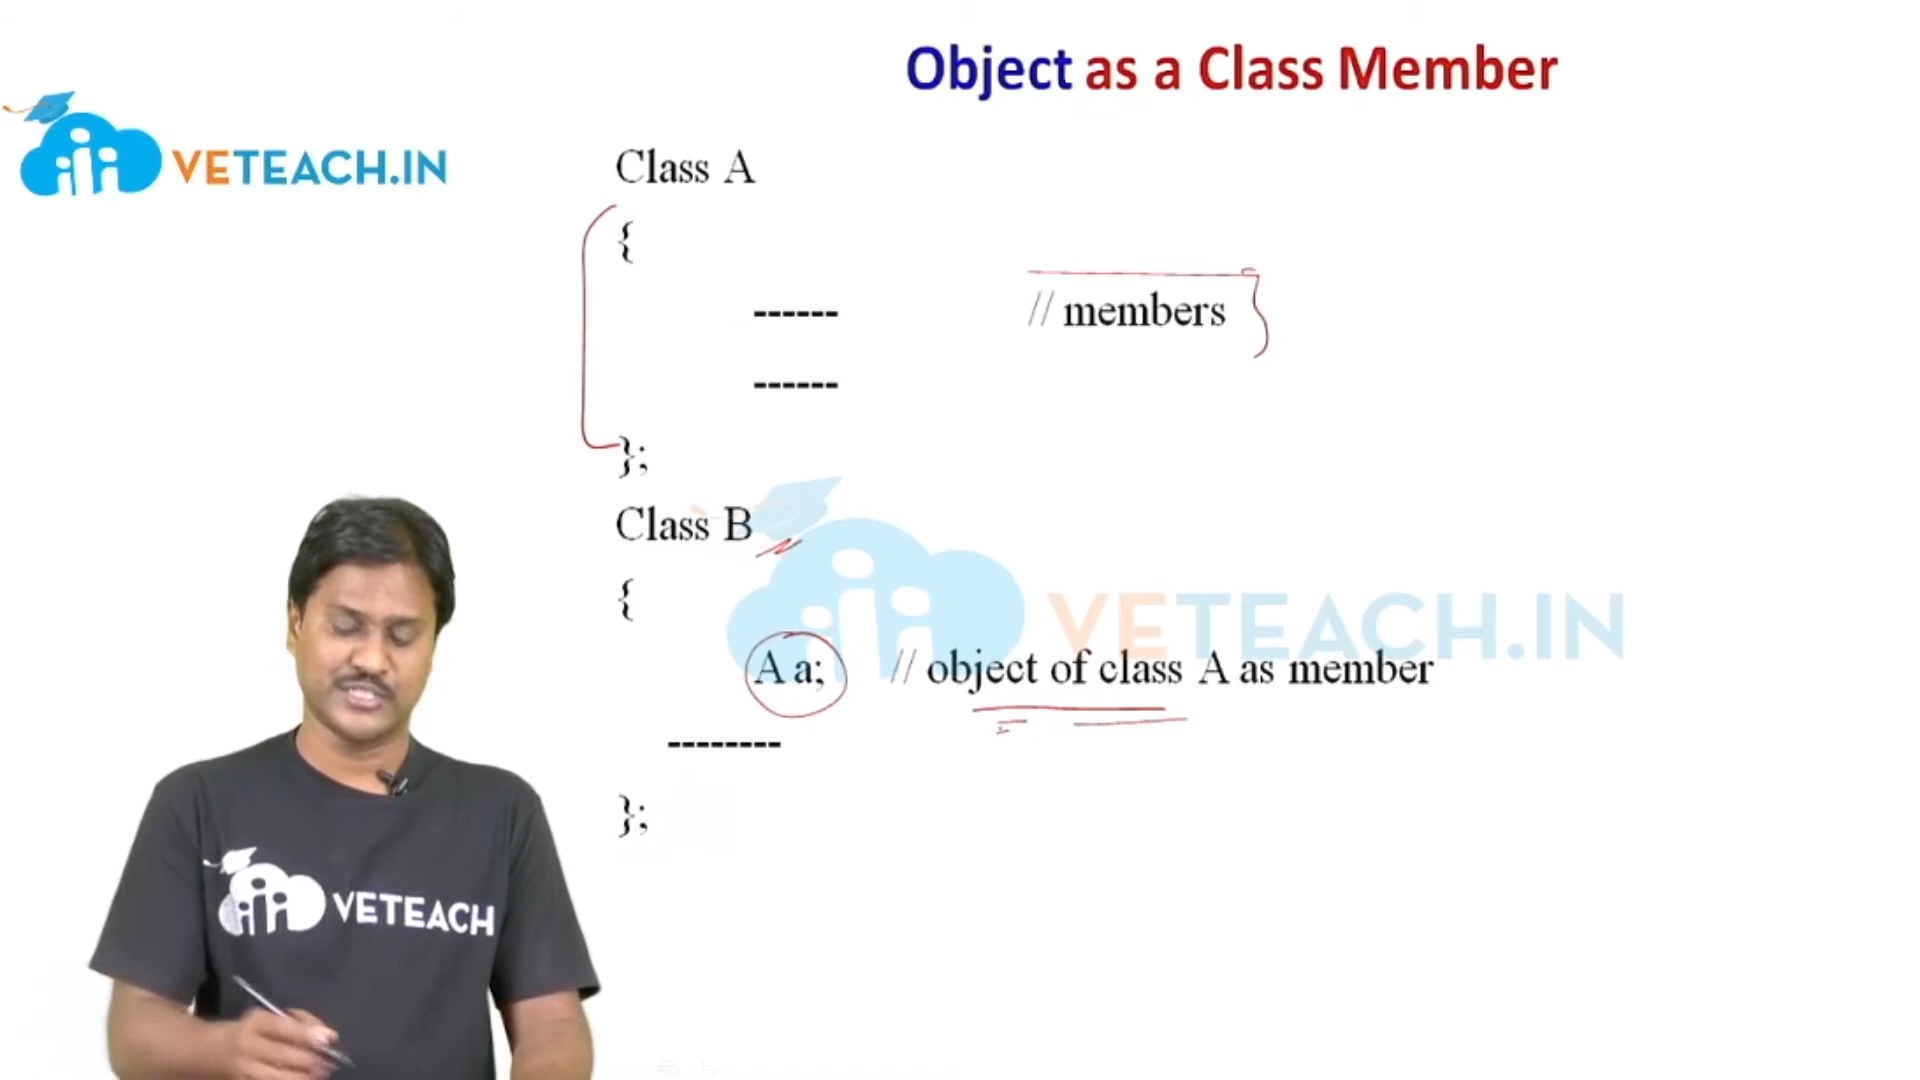 Object as a Class Member
VETEACH.IN
Class A
{
------ // members
------
};
Class B
{
A a; // object of class A as member
--------
};
VETEACH.IN
VETEACH